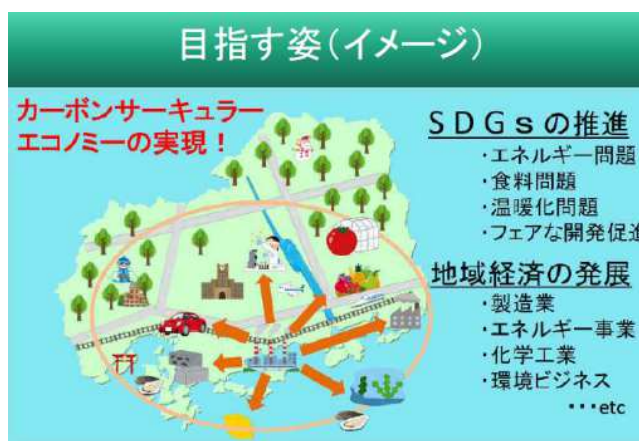 目指す姿(イメージ)
カーボンサーキュラー
エコノミーの実現!
SDGsの推進
・エネルギー問題
・食料問題
・温暖化問題
・フェアな開発促進
地域経済の発展
・製造業
・エネルギー事業
・化学工業
・環境ビジネス
・・・etc